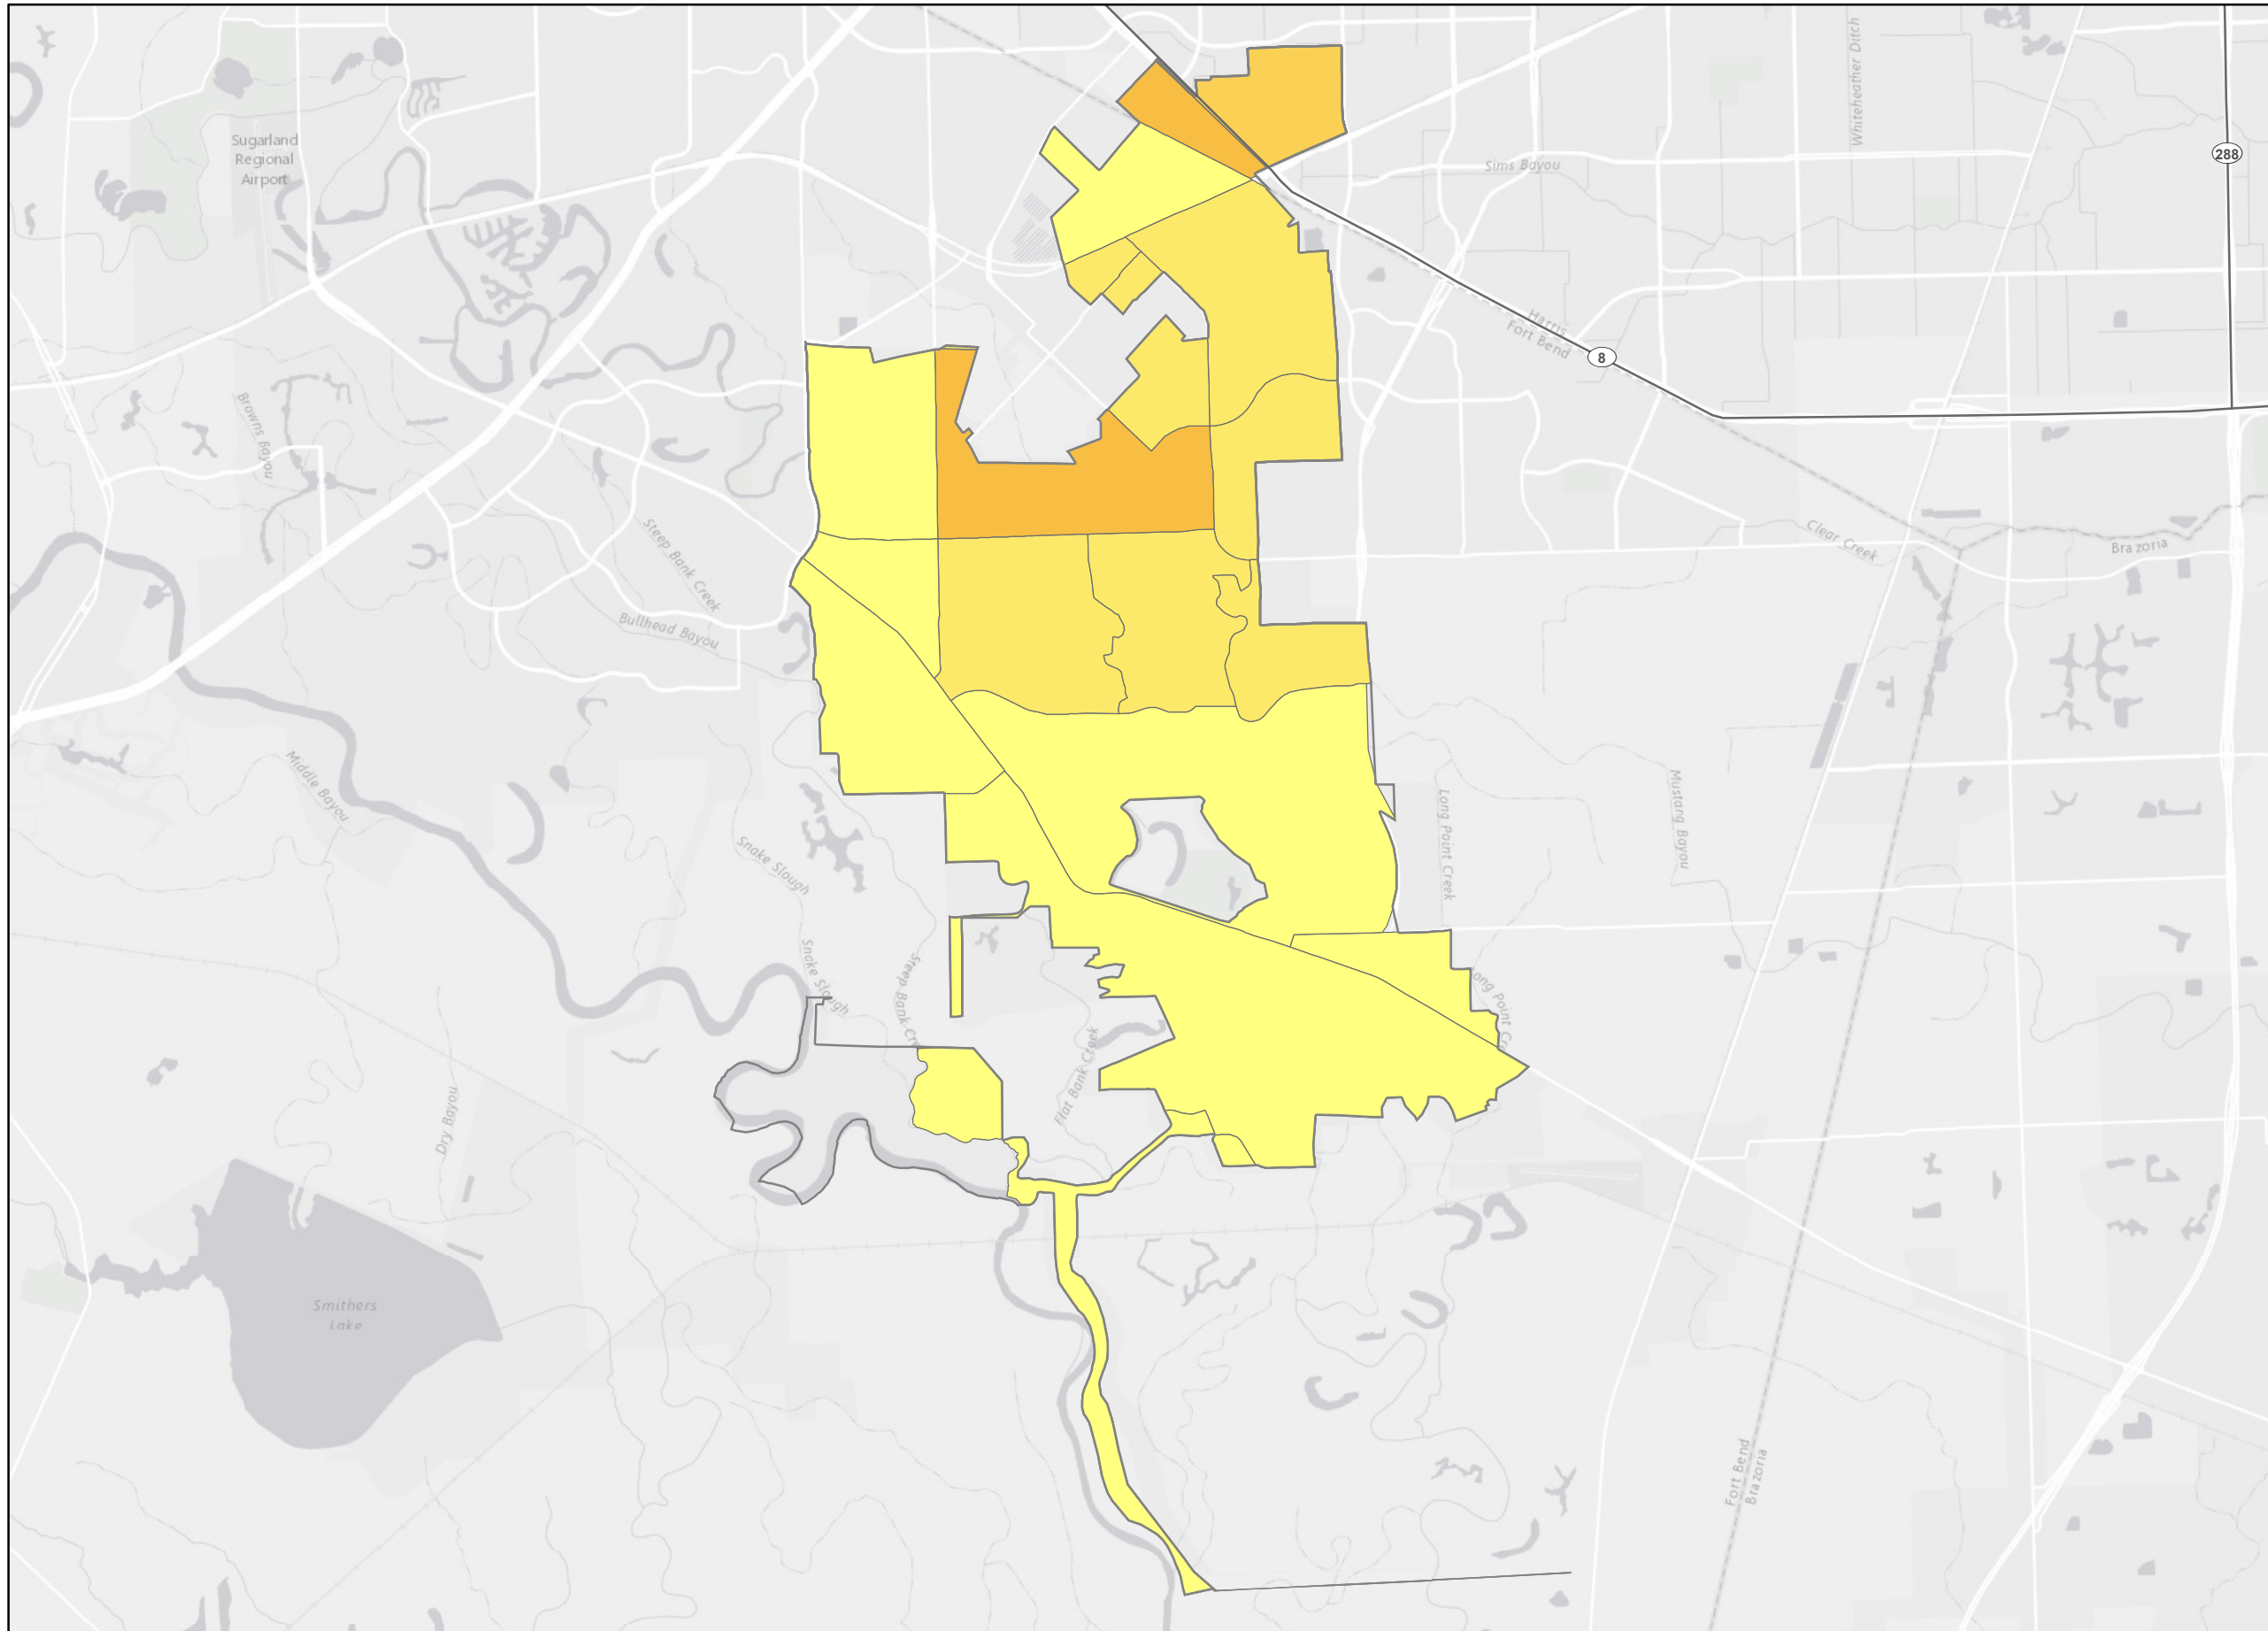 Whiteheather Ditch
Sugarland
Regional
Airport
288
Sims Bayou
Harris
Fort Bend
8
Browns Bayou
Steep Bank Creek
Clear Creek
Brazoria
Bullhead Bayou
Middle Bayou
Mustang Bayou
Long Point Creek
Snake Slough
Snake Slough
Steep Bank Cre
Long Point Cre
Flat Bank Creek
Dry Bayou
Smithers
Lake
Fort Bend
Brazoria